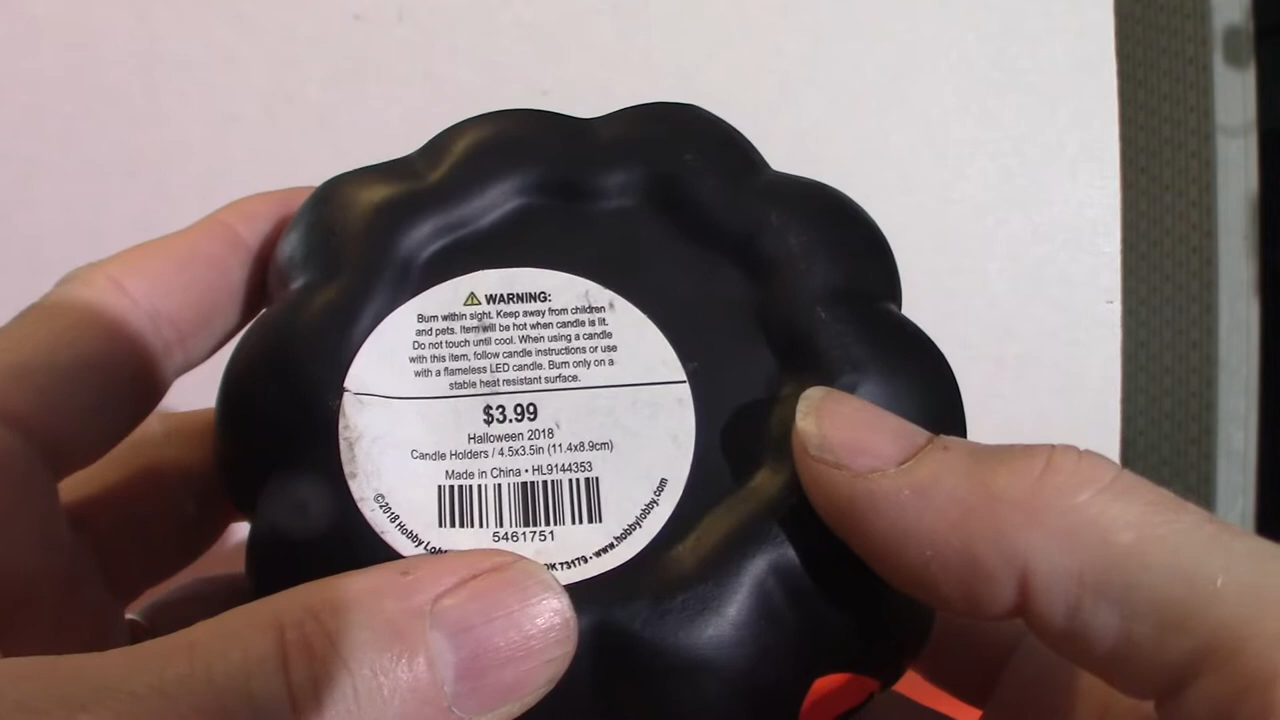 WARNING:
Burn within sight. Keep away from children
and pets. Item will be hot when candle is lit.
Do not touch until cool. When using a candle
with this item, follow candle instructions or use
with a flameless LED candle. Burn only on a
stable heat resistant surface.
$3.99
Halloween 2018
Candle Holders / 4.5x3.5in (11.4x8.9cm)
Made in China • HL9144353
5461751
©2018 Hobby OK 73179 • www.hobbylobby.com